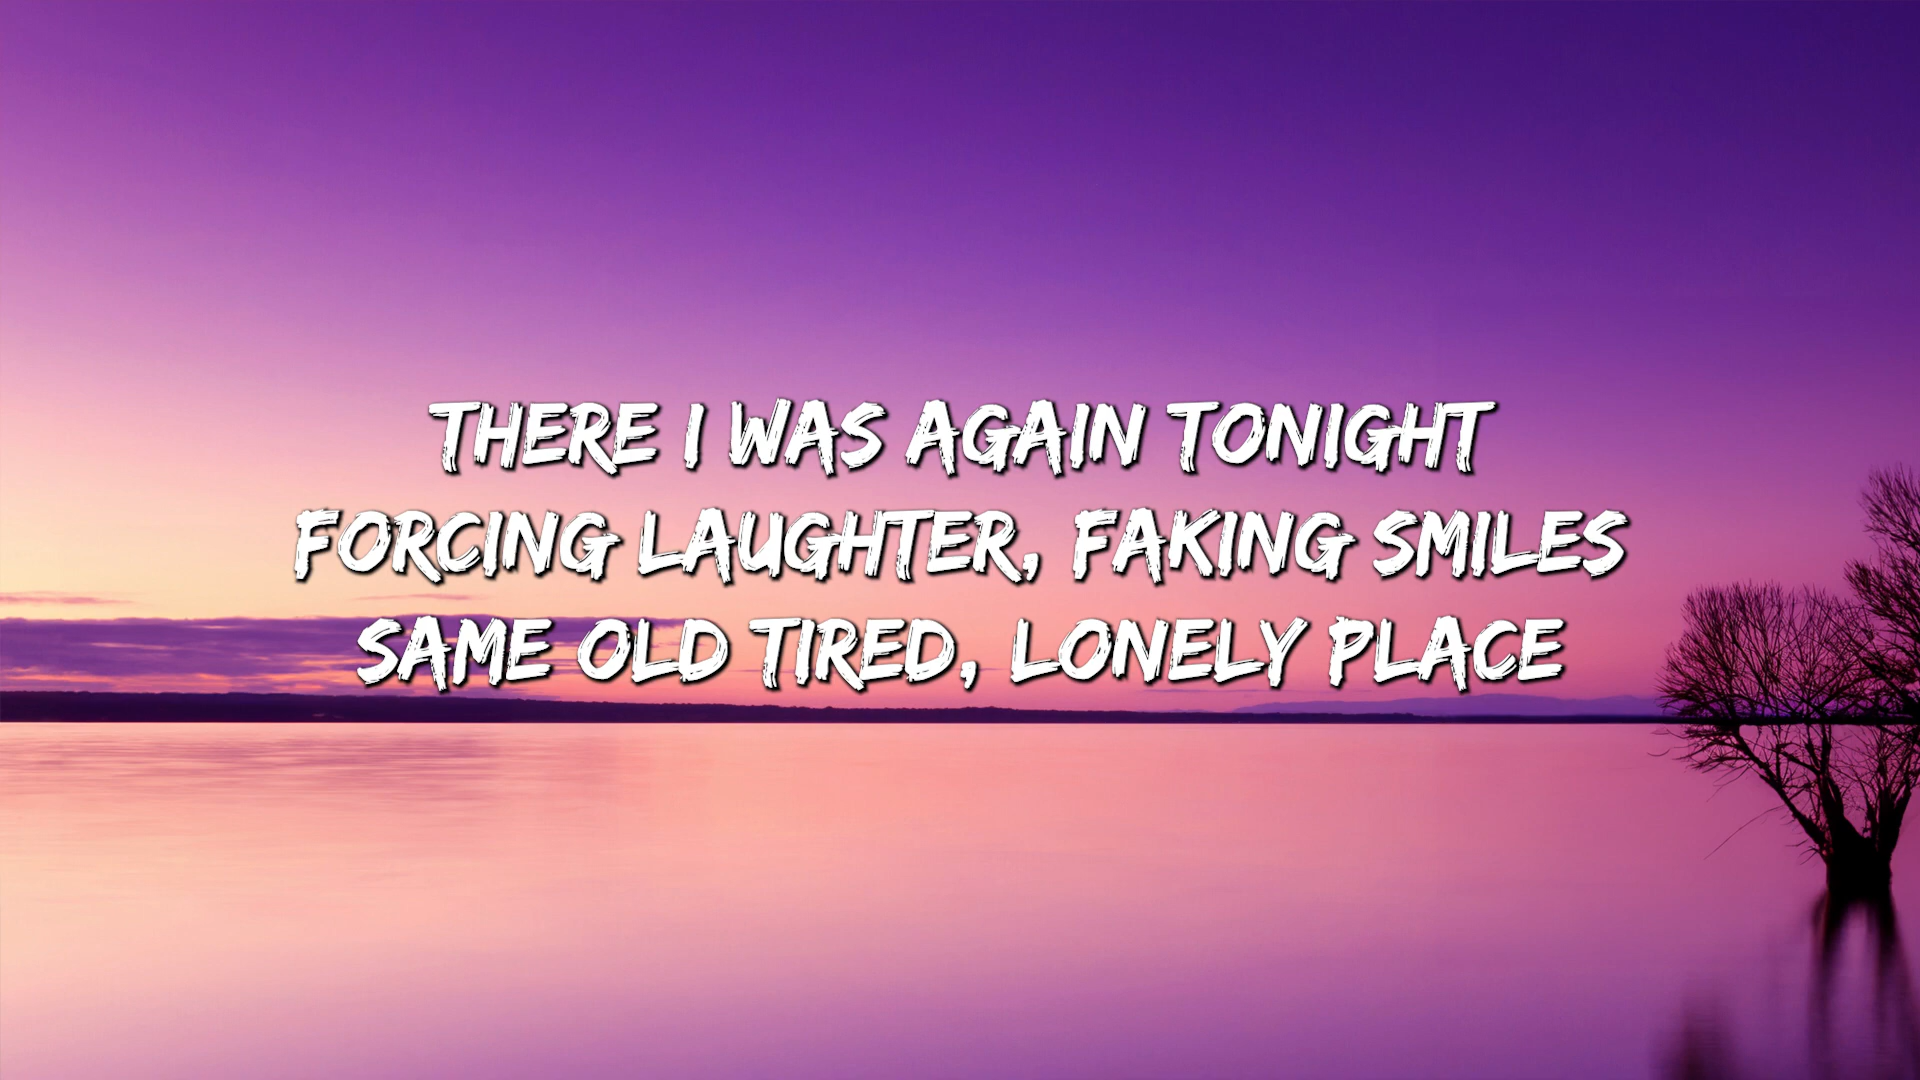 THERE I WAS AGAIN TONIGHT
FORCING LAUGHTER, FAKING SMILES
SAME OLD TIRED, LONELY PLACE